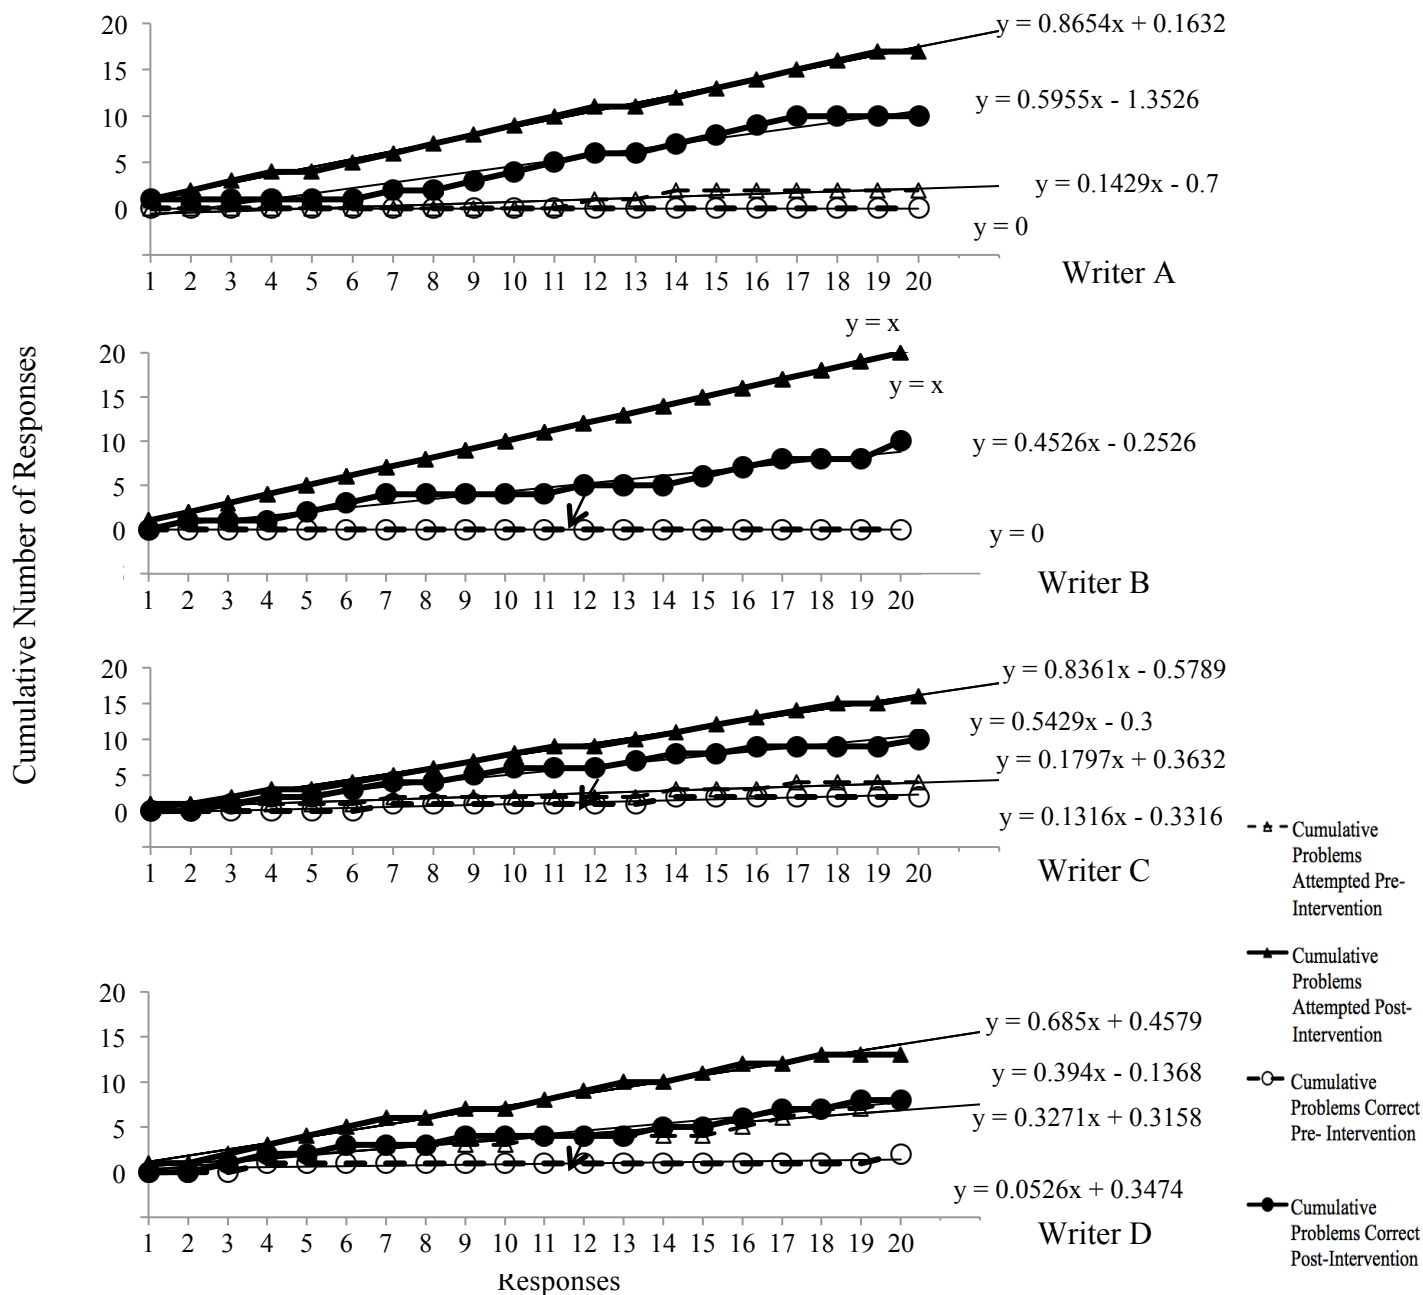 Cumulative Number of Responses
20
15
10
5
0
y = 0.8654x + 0.1632
y = 0.5955x - 1.3526
y = 0.1429x - 0.7
y = 0
1 2 3 4 5 6 7 8 9 10 11 12 13 14 15 16 17 18 19 20
Writer A
y = x
20
15
10
5
0
y = x
y = 0.4526x - 0.2526
y = 0
1 2 3 4 5 6 7 8 9 10 11 12 13 14 15 16 17 18 19 20
Writer B
20
15
10
5
0
y = 0.8361x - 0.5789
y = 0.5429x - 0.3
y = 0.1797x + 0.3632
y = 0.1316x - 0.3316
1 2 3 4 5 6 7 8 9 10 11 12 13 14 15 16 17 18 19 20
Writer C
20
15
10
5
0
y = 0.685x + 0.4579
y = 0.394x - 0.1368
y = 0.3271x + 0.3158
y = 0.0526x + 0.3474
1 2 3 4 5 6 7 8 9 10 11 12 13 14 15 16 17 18 19 20
Writer D
Responses
Cumulative
Problems
Attempted Pre-
Intervention
Cumulative
Problems
Attempted Post-
Intervention
Cumulative
Problems Correct
Pre- Intervention
Cumulative
Problems Correct
Post-Intervention